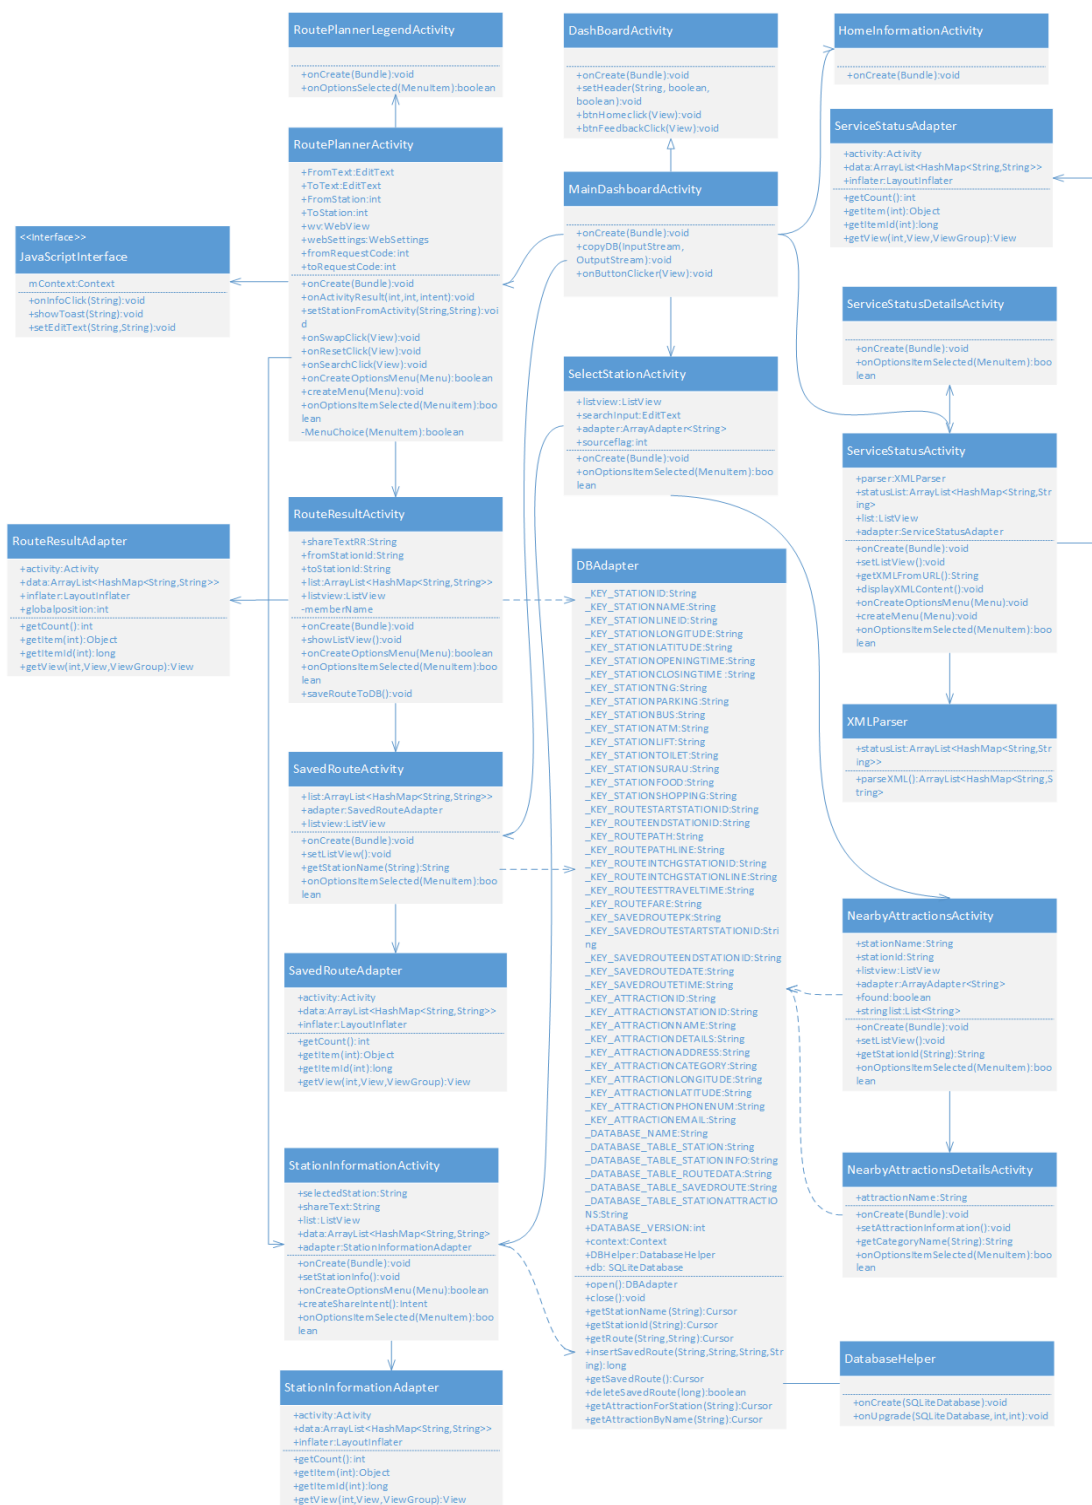 RoutePlannerLegendActivity
+onCreate(Bundle):void
+onOptionsSelected(MenuItem):boolean
DashBoardActivity
+onCreate(Bundle):void
+setHeader(String, boolean,
boolean):void
+btnHomeclick(View):void
+btnFeedbackClick(View):void
HomeInformationActivity
+onCreate(Bundle):void
ServiceStatusAdapter
+activity:Activity
+data:ArrayList<HashMap<String,String>>
+inflater:LayoutInflater
+getCount():int
+getItem(int):Object
+getItemId(int):long
+getView(int,View,ViewGroup):View
RoutePlannerActivity
+FromText:EditText
+ToText:EditText
+FromStation:int
+ToStation:int
+wv:WebView
+webSettings:WebSettings
+fromRequestCode:int
+toRequestCode:int
+onCreate(Bundle):void
+onActivityResult(int,int,intent):void
+setStationFromActivity(String,String):voi
d
+onSwapClick(View):void
+onResetClick(View):void
+onSearchClick(View):void
+onCreateOptionsMenu(Menu):boolean
+createMenu(Menu):void
+onOptionsItemSelected(MenuItem):boo
lean
-MenuChoice(MenuItem):boolean
MainDashboardActivity
+onCreate(Bundle):void
+copyDB(InputStream,
OutputStream):void
+onButtonClicker(View):void
<<Interface>>
JavaScriptInterface
mContext:Context
+onInfoClick(String):void
+showToast(String):void
+setEditText(String,String):void
ServiceStatusDetailsActivity
+onCreate(Bundle):void
+onOptionsItemSelected(MenuItem):boo
lean
SelectStationActivity
+listview:ListView
+searchInput:EditText
+adapter:ArrayAdapter<String>
+sourceflag:int
+onCreate(Bundle):void
+onOptionsItemSelected(MenuItem):boo
lean
ServiceStatusActivity
+parser:XMLParser
+statusList:ArrayList<HashMap<String,Str
ing>
+list:ListView
+adapter:ServiceStatusAdapter
+onCreate(Bundle):void
+setListView():void
+getXMLFromURL():String
+displayXMLContent():void
+onCreateOptionsMenu(Menu):void
+createMenu(Menu):void
+onOptionsItemSelected(MenuItem):boo
lean
RouteResultActivity
+shareTextRR:String
+fromStationId:String
+toStationId:String
+list:ArrayList<HashMap<String,String>>
+listview:ListView
-memberName
+onCreate(Bundle):void
+showListView():void
+onCreateOptionsMenu(Menu):boolean
+onOptionsItemSelected(MenuItem):boo
lean
+saveRouteToDB():void
RouteResultAdapter
+activity:Activity
+data:ArrayList<HashMap<String,String>>
+inflater:LayoutInflater
+globalposition:int
+getCount():int
+getItem(int):Object
+getItemId(int):long
+getView(int,View,ViewGroup):View
DBAdapter
_KEY_STATIONID:String
_KEY_STATIONNAME:String
_KEY_STATIONLINEID:String
_KEY_STATIONLONGITUDE:String
_KEY_STATIONLATITUDE:String
_KEY_STATIONOPENINGTIME:String
_KEY_STATIONCLOSINGTIME :String
_KEY_STATIONTNG:String
_KEY_STATIONPARKING:String
_KEY_STATIONBUS:String
_KEY_STATIONATM:String
_KEY_STATIONLIFT:String
_KEY_STATIONTOILET:String
_KEY_STATIONSURAU:String
_KEY_STATIONFOOD:String
_KEY_STATIONSHOPPING:String
_KEY_ROUTESTARTSTATIONID:String
_KEY_ROUTEENDSTATIONID:String
_KEY_ROUTEPATH:String
_KEY_ROUTEPATHLINE:String
_KEY_ROUTEINTCHGSTATIONID:String
_KEY_ROUTEINTCHGSTATIONLINE:String
_KEY_ROUTEESTTRAVELTIME:String
_KEY_ROUTEFARE:String
_KEY_SAVEDROUTEPK:String
_KEY_SAVEDROUTESTARTSTATIONID:Stri
ng
_KEY_SAVEDROUTEENDSTATIONID:String
_KEY_SAVEDROUTEDATE:String
_KEY_SAVEDROUTETIME:String
_KEY_ATTRACTIONID:String
_KEY_ATTRACTIONSTATIONID:String
_KEY_ATTRACTIONNAME:String
_KEY_ATTRACTIONDETAILS:String
_KEY_ATTRACTIONADDRESS:String
_KEY_ATTRACTIONCATEGORY:String
_KEY_ATTRACTIONLONGITUDE:String
_KEY_ATTRACTIONLATITUDE:String
_KEY_ATTRACTIONPHONENUM:String
_KEY_ATTRACTIONEMAIL:String
_DATABASE_NAME:String
_DATABASE_TABLE_STATION:String
_DATABASE_TABLE_STATIONINFO:String
_DATABASE_TABLE_ROUTEDATA:String
_DATABASE_TABLE_SAVEDROUTE:String
_DATABASE_TABLE_STATIONATTRACTIO
NS:String
+DATABASE_VERSION:int
+context:Context
+DBHelper:DatabaseHelper
+db: SQLiteDatabase
+open():DBAdapter
+close():void
+getStationName(String):Cursor
+getStationId(String):Cursor
+getRoute(String,String):Cursor
+insertSavedRoute(String,String,String,Str
ing):long
+getSavedRoute():Cursor
+deleteSavedRoute(long):boolean
+getAttractionForStation(String):Cursor
+getAttractionByName(String):Cursor
XMLParser
+statusList:ArrayList<HashMap<String,Str
ing>>
+parseXML():ArrayList<HashMap<String,S
tring>
SavedRouteActivity
+list:ArrayList<HashMap<String,String>>
+adapter:SavedRouteAdapter
+listview:ListView
+onCreate(Bundle):void
+setListView():void
+getStationName(String):String
+onOptionsItemSelected(MenuItem):boo
lean
NearbyAttractionsActivity
+stationName:String
+stationId:String
+listview:ListView
+adapter:ArrayAdapter<String>
+found:boolean
+stringlist:List<String>
+onCreate(Bundle):void
+setListView():void
+getStationId(String):String
+onOptionsItemSelected(MenuItem):boo
lean
SavedRouteAdapter
+activity:Activity
+data:ArrayList<HashMap<String,String>>
+inflater:LayoutInflater
+getCount():int
+getItem(int):Object
+getItemId(int):long
+getView(int,View,ViewGroup):View
StationInformationActivity
+selectedStation:String
+shareText:String
+list:ListView
+data:ArrayList<HashMap<String,String>
+adapter:StationInformationAdapter
+onCreate(Bundle):void
+setStationInfo():void
+onCreateOptionsMenu(Menu):boolean
+createShareIntent():Intent
+onOptionsItemSelected(MenuItem):boo
lean
NearbyAttractionsDetailsActivity
+attractionName:String
+onCreate(Bundle):void
+setAttractionInformation():void
+getCategoryName(String):String
+onOptionsItemSelected(MenuItem):boo
lean
DatabaseHelper
+onCreate(SQLiteDatabase):void
+onUpgrade(SQLiteDatabase,int,int):void
StationInformationAdapter
+activity:Activity
+data:ArrayList<HashMap<String,String>>
+inflater:LayoutInflater
+getCount():int
+getItem(int):Object
+getItemId(int):long
+getView(int,View,ViewGroup):View